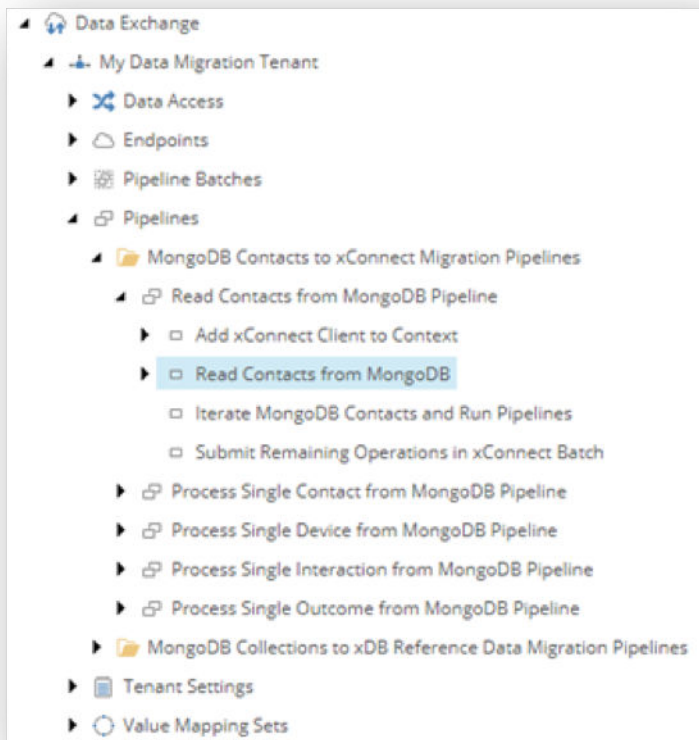 Data Exchange
My Data Migration Tenant
Data Access
Endpoints
Pipeline Batches
Pipelines
MongoDB Contacts to xConnect Migration Pipelines
Read Contacts from MongoDB Pipeline
Add xConnect Client to Context
Read Contacts from MongoDB
Iterate MongoDB Contacts and Run Pipelines
Submit Remaining Operations in xConnect Batch
Process Single Contact from MongoDB Pipeline
Process Single Device from MongoDB Pipeline
Process Single Interaction from MongoDB Pipeline
Process Single Outcome from MongoDB Pipeline
MongoDB Collections to xDB Reference Data Migration Pipelines
Tenant Settings
Value Mapping Sets